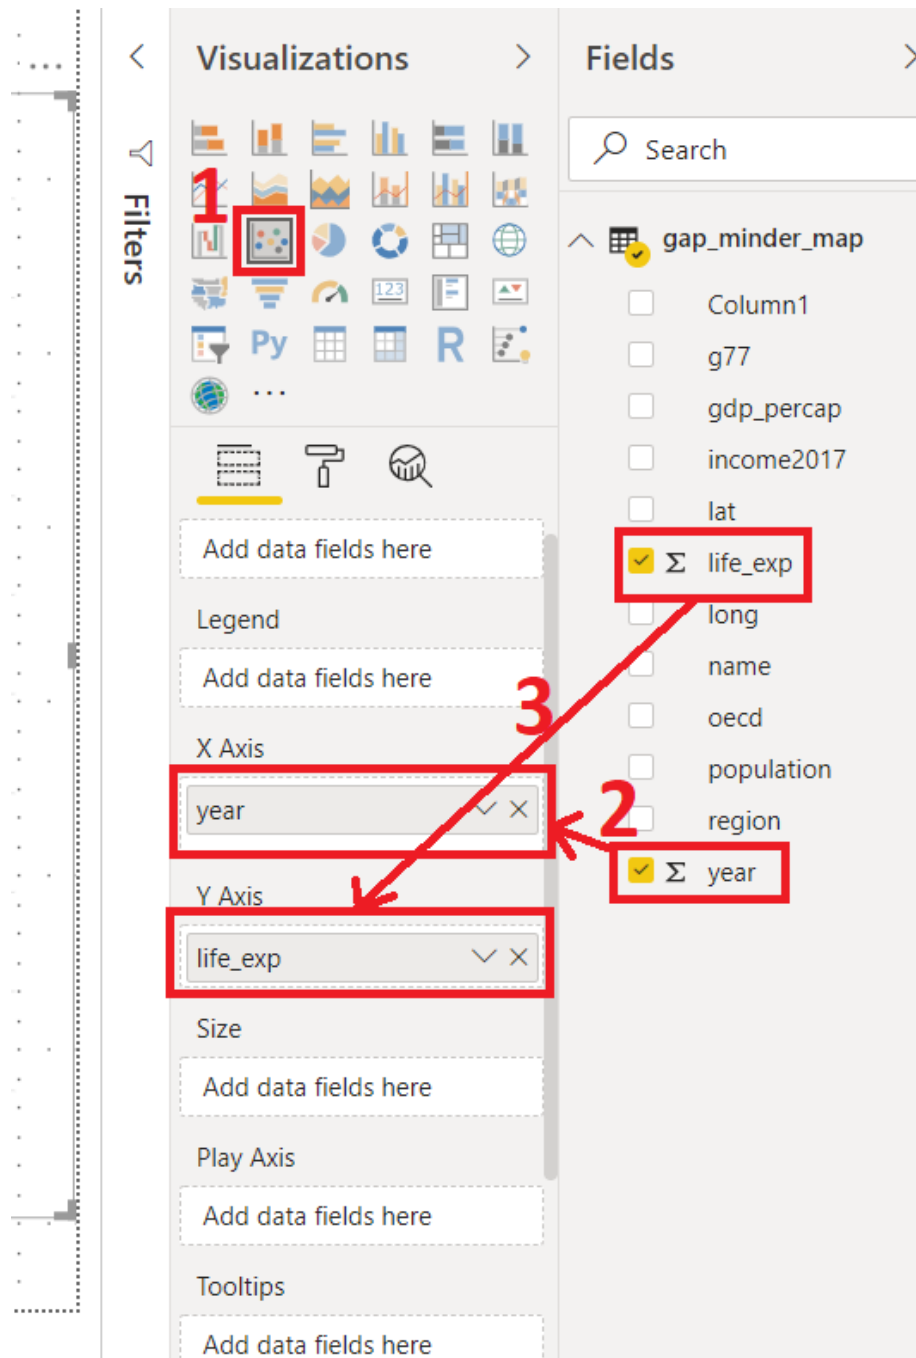 Visualizations
Filters
1
123
Py
R
Add data fields here
Legend
Add data fields here
X Axis
year
Y Axis
life_exp
Size
Add data fields here
Play Axis
Add data fields here
Tooltips
Add data fields here
3
2
Fields
Search
gap_minder_map
Column1
g77
gdp_percap
income2017
lat
Σ life_exp
long
name
oecd
population
region
Σ year